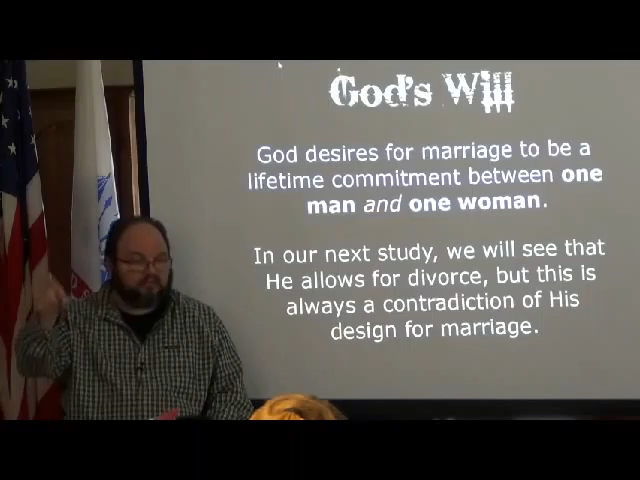 God's Will
God desires for marriage to be a
lifetime commitment between one
man and one woman.
In our next study, we will see that
He allows for divorce, but this is
always a contradiction of His
design for marriage.